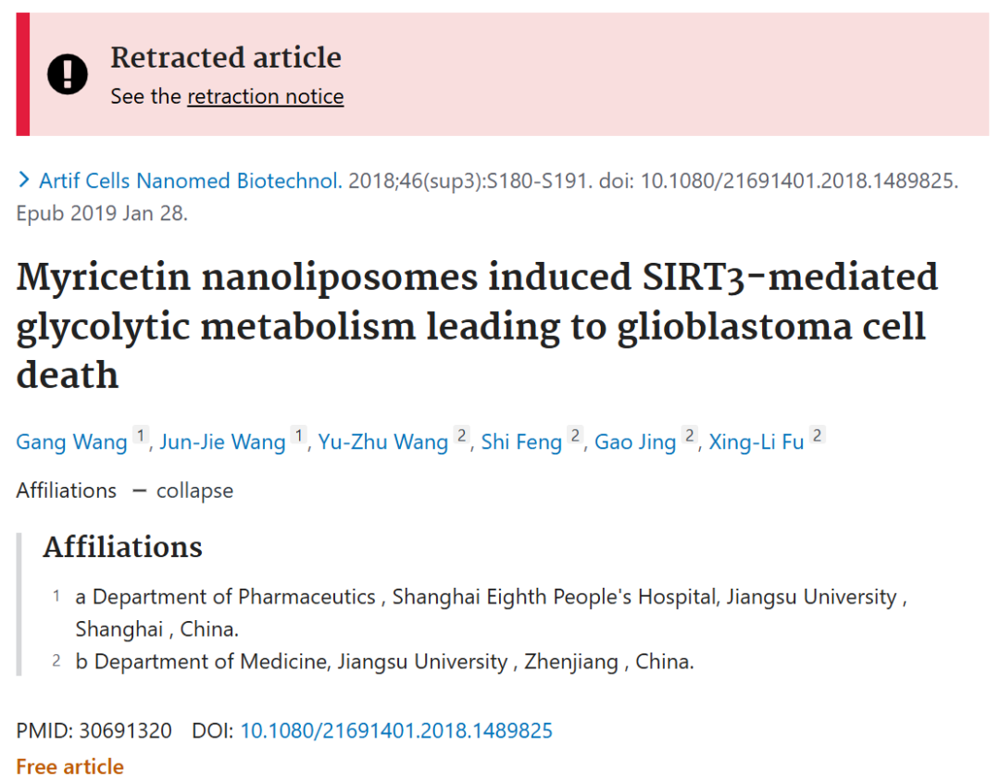 Retracted article
See the retraction notice
Artif Cells Nanomed Biotechnol. 2018;46(sup3):S180-S191. doi: 10.1080/21691401.2018.1489825.
Epub 2019 Jan 28.
Myricetin nanoliposomes induced SIRT3-mediated
glycolytic metabolism leading to glioblastoma cell
death
Gang Wang 1, Jun-Jie Wang 1, Yu-Zhu Wang 2, Shi Feng 2, Gao Jing 2, Xing-Li Fu 2
Affiliations — collapse
Affiliations
1 a Department of Pharmaceutics , Shanghai Eighth People's Hospital, Jiangsu University ,
Shanghai , China.
2 b Department of Medicine, Jiangsu University , Zhenjiang , China.
PMID: 30691320 DOI: 10.1080/21691401.2018.1489825
Free article